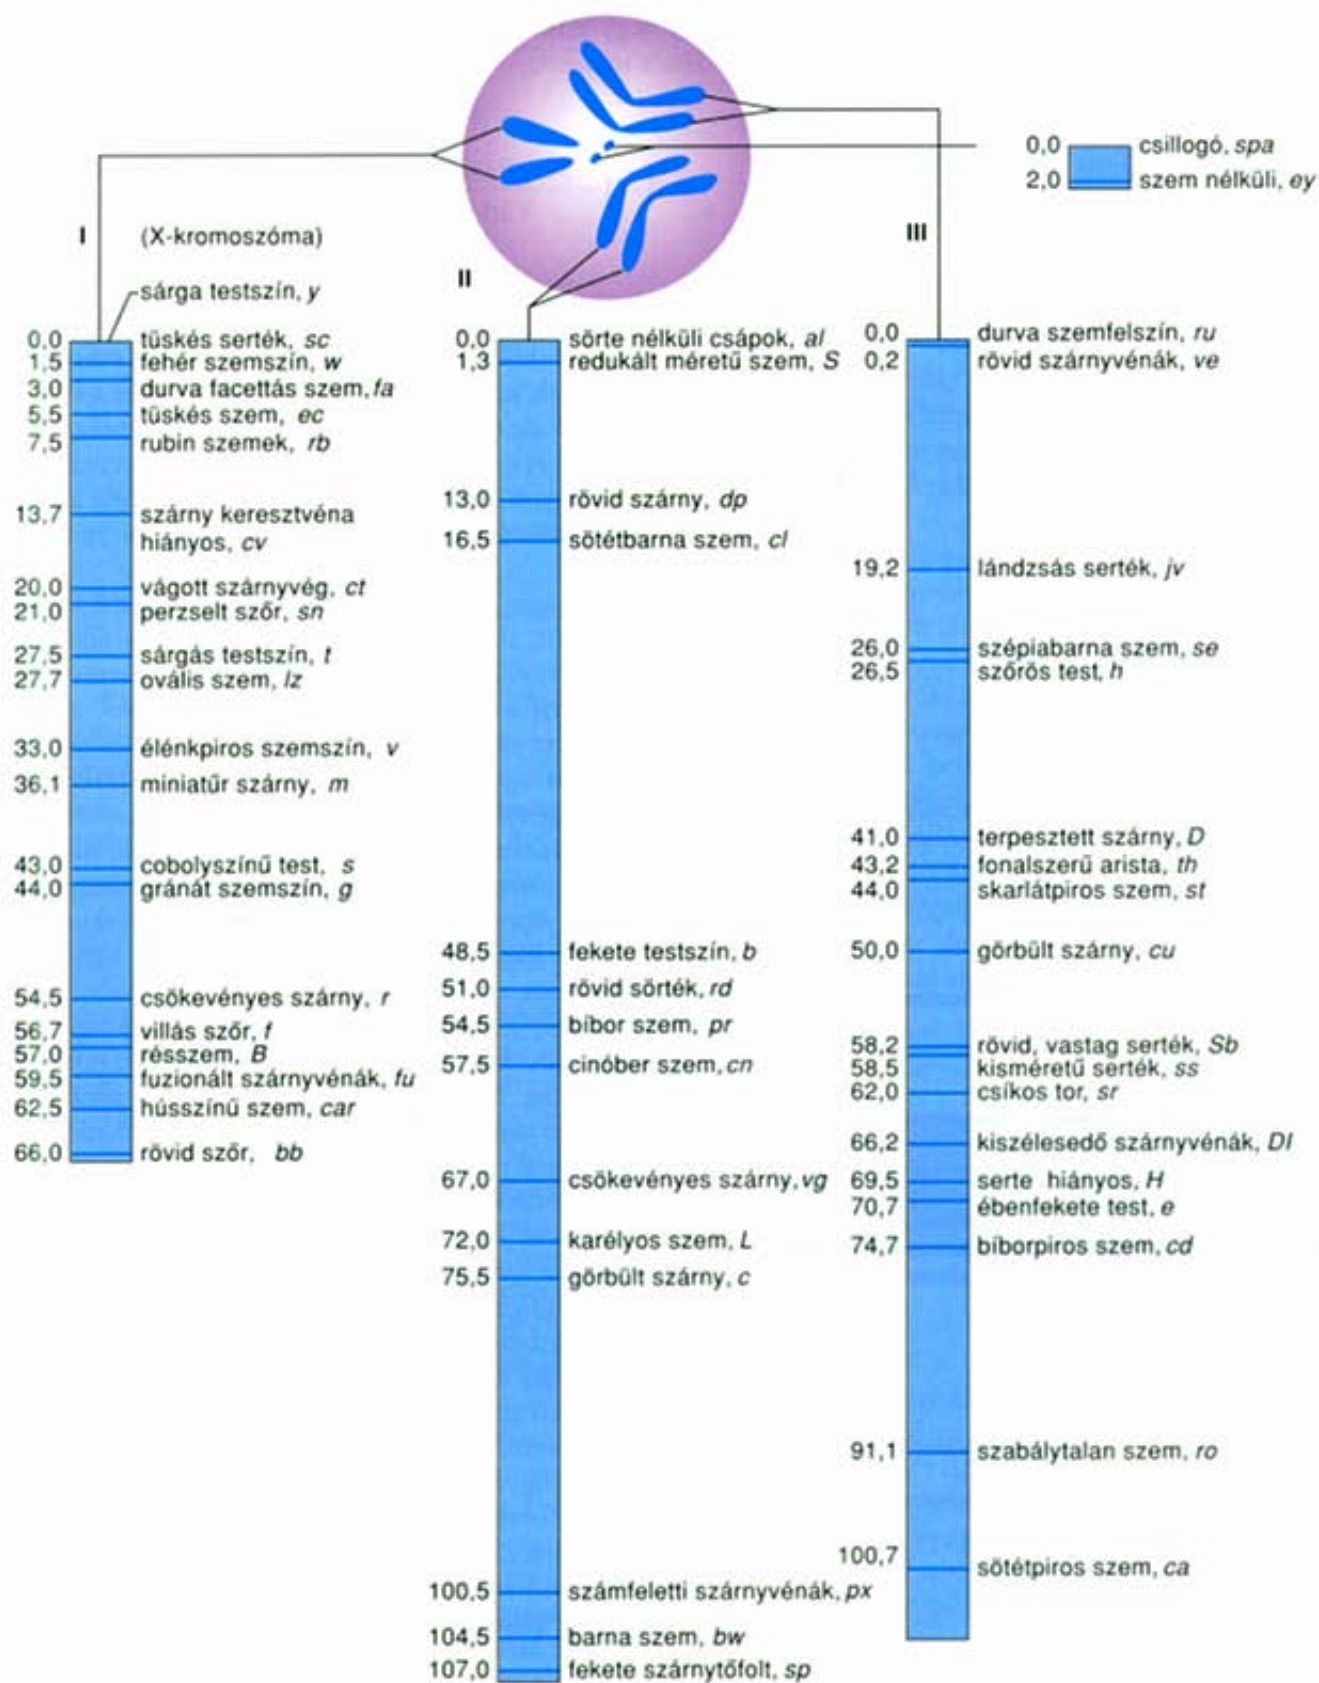 0,0 csillogó, spa
2,0 szem nélküli, ey
I (X-kromoszóma)
sárga testszín, y
0,0 tüskés serték, sc
1,5 fehér szemszín, w
3,0 durva facettás szem, fa
5,5 tüskés szem, ec
7,5 rubin szemek, rb
13,7 szárny keresztvéna
hiányos, cv
20,0 vágott szárnyvég, ct
21,0 perzselt szőr, sn
27,5 sárgás testszín, t
27,7 ovális szem, lz
33,0 élénkpiros szemszín, v
36,1 miniatűr szárny, m
43,0 cobolyszínű test, s
44,0 gránát szemszín, g
54,5 csökevényes szárny, r
56,7 villás szőr, f
57,0 résszem, B
59,5 fuzionált szárnyvénák, fu
62,5 hússzínű szem, car
66,0 rövid szőr, bb
II
0,0 sörte nélküli csápok, al
1,3 redukált méretű szem, S
13,0 rövid szárny, dp
16,5 sötétbarna szem, cl
48,5 fekete testszín, b
51,0 rövid sörték, rd
54,5 bíbor szem, pr
57,5 cinóber szem, cn
67,0 csökevényes szárny, vg
72,0 karélyos szem, L
75,5 görbült szárny, c
100,5 számfeletti szárnyvénák, px
104,5 barna szem, bw
107,0 fekete szárnytőfolt, sp
III
0,0 durva szemfelszín, ru
0,2 rövid szárnyvénák, ve
19,2 lándzsás serték, jv
26,0 szépiabarna szem, se
26,5 szőrös test, h
41,0 terpesztett szárny, D
43,2 fonalszerű arista, th
44,0 skarlátpiros szem, st
50,0 görbült szárny, cu
58,2 rövid, vastag serték, Sb
58,5 kisméretű serték, ss
62,0 csíkos tor, sr
66,2 kiszélesedő szárnyvénák, Dl
69,5 serte hiányos, H
70,7 ébenfekete test, e
74,7 bíborpiros szem, cd
91,1 szabálytalan szem, ro
100,7 sötétpiros szem, ca